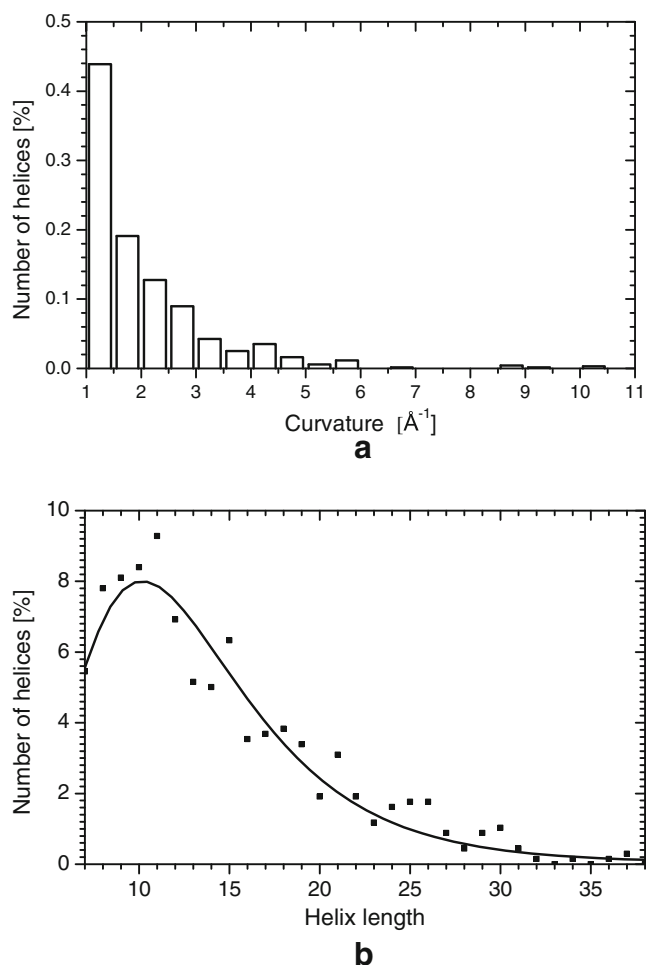 0.5
0.4
0.3
0.2
0.1
0.0
Number of helices [%]
1 2 3 4 5 6 7 8 9 10 11
Curvature [Å-1]
a
10
8
6
4
2
0
Number of helices [%]
10 15 20 25 30 35
Helix length
b